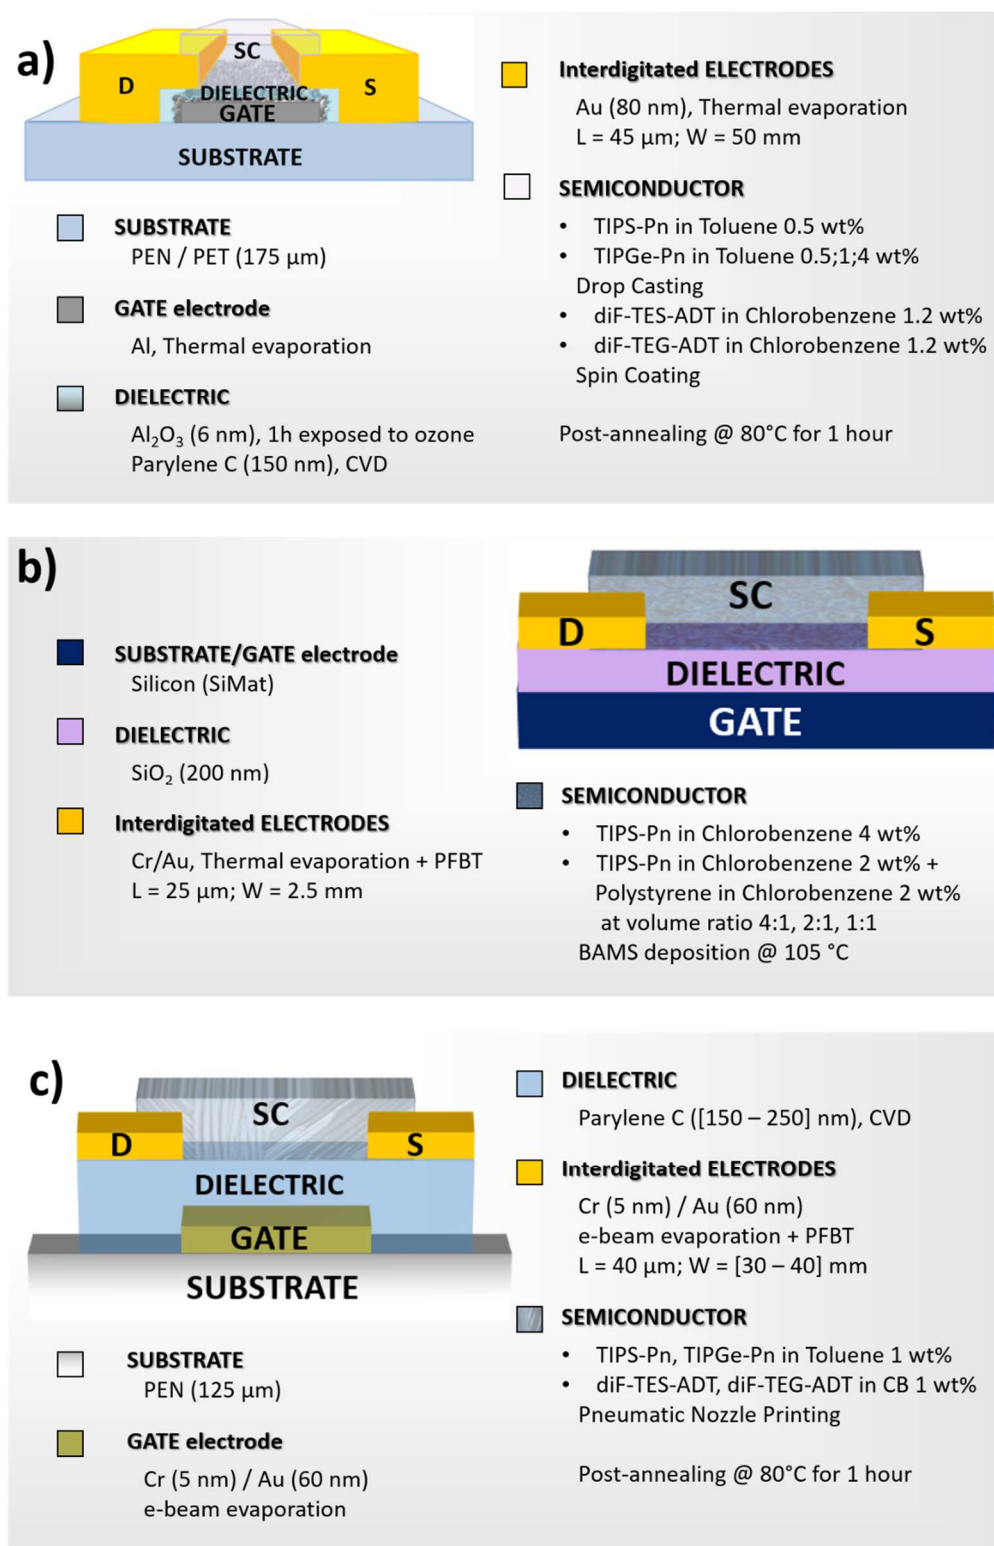 a)
SC
D
S
DIELECTRIC
GATE
SUBSTRATE
SUBSTRATE
PEN / PET (175 µm)
GATE electrode
Al, Thermal evaporation
DIELECTRIC
Al₂O₃ (6 nm), 1h exposed to ozone
Parylene C (150 nm), CVD
Interdigitated ELECTRODES
Au (80 nm), Thermal evaporation
L = 45 µm; W = 50 mm
SEMICONDUCTOR
• TIPS-Pn in Toluene 0.5 wt%
• TIPGe-Pn in Toluene 0.5;1;4 wt%
Drop Casting
• diF-TES-ADT in Chlorobenzene 1.2 wt%
• diF-TEG-ADT in Chlorobenzene 1.2 wt%
Spin Coating
Post-annealing @ 80°C for 1 hour
b)
SUBSTRATE/GATE electrode
Silicon (SiMat)
DIELECTRIC
SiO₂ (200 nm)
Interdigitated ELECTRODES
Cr/Au, Thermal evaporation + PFBT
L = 25 µm; W = 2.5 mm
SC
D
S
DIELECTRIC
GATE
SEMICONDUCTOR
• TIPS-Pn in Chlorobenzene 4 wt%
• TIPS-Pn in Chlorobenzene 2 wt% +
Polystyrene in Chlorobenzene 2 wt%
at volume ratio 4:1, 2:1, 1:1
BAMS deposition @ 105 °C
c)
SC
D
S
DIELECTRIC
GATE
SUBSTRATE
SUBSTRATE
PEN (125 µm)
GATE electrode
Cr (5 nm) / Au (60 nm)
e-beam evaporation
DIELECTRIC
Parylene C ([150 – 250] nm), CVD
Interdigitated ELECTRODES
Cr (5 nm) / Au (60 nm)
e-beam evaporation + PFBT
L = 40 µm; W = [30 – 40] mm
SEMICONDUCTOR
• TIPS-Pn, TIPGe-Pn in Toluene 1 wt%
• diF-TES-ADT, diF-TEG-ADT in CB 1 wt%
Pneumatic Nozzle Printing
Post-annealing @ 80°C for 1 hour